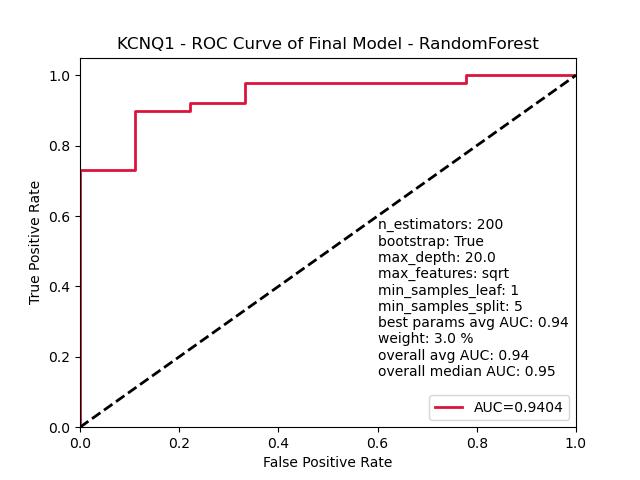 KCNQ1 - ROC Curve of Final Model - RandomForest
True Positive Rate
1.0
0.8
0.6
0.4
0.2
0.0
n_estimators: 200
bootstrap: True
max_depth: 20.0
max_features: sqrt
min_samples_leaf: 1
min_samples_split: 5
best params avg AUC: 0.94
weight: 3.0 %
overall avg AUC: 0.94
overall median AUC: 0.95
AUC=0.9404
0.0 0.2 0.4 0.6 0.8 1.0
False Positive Rate